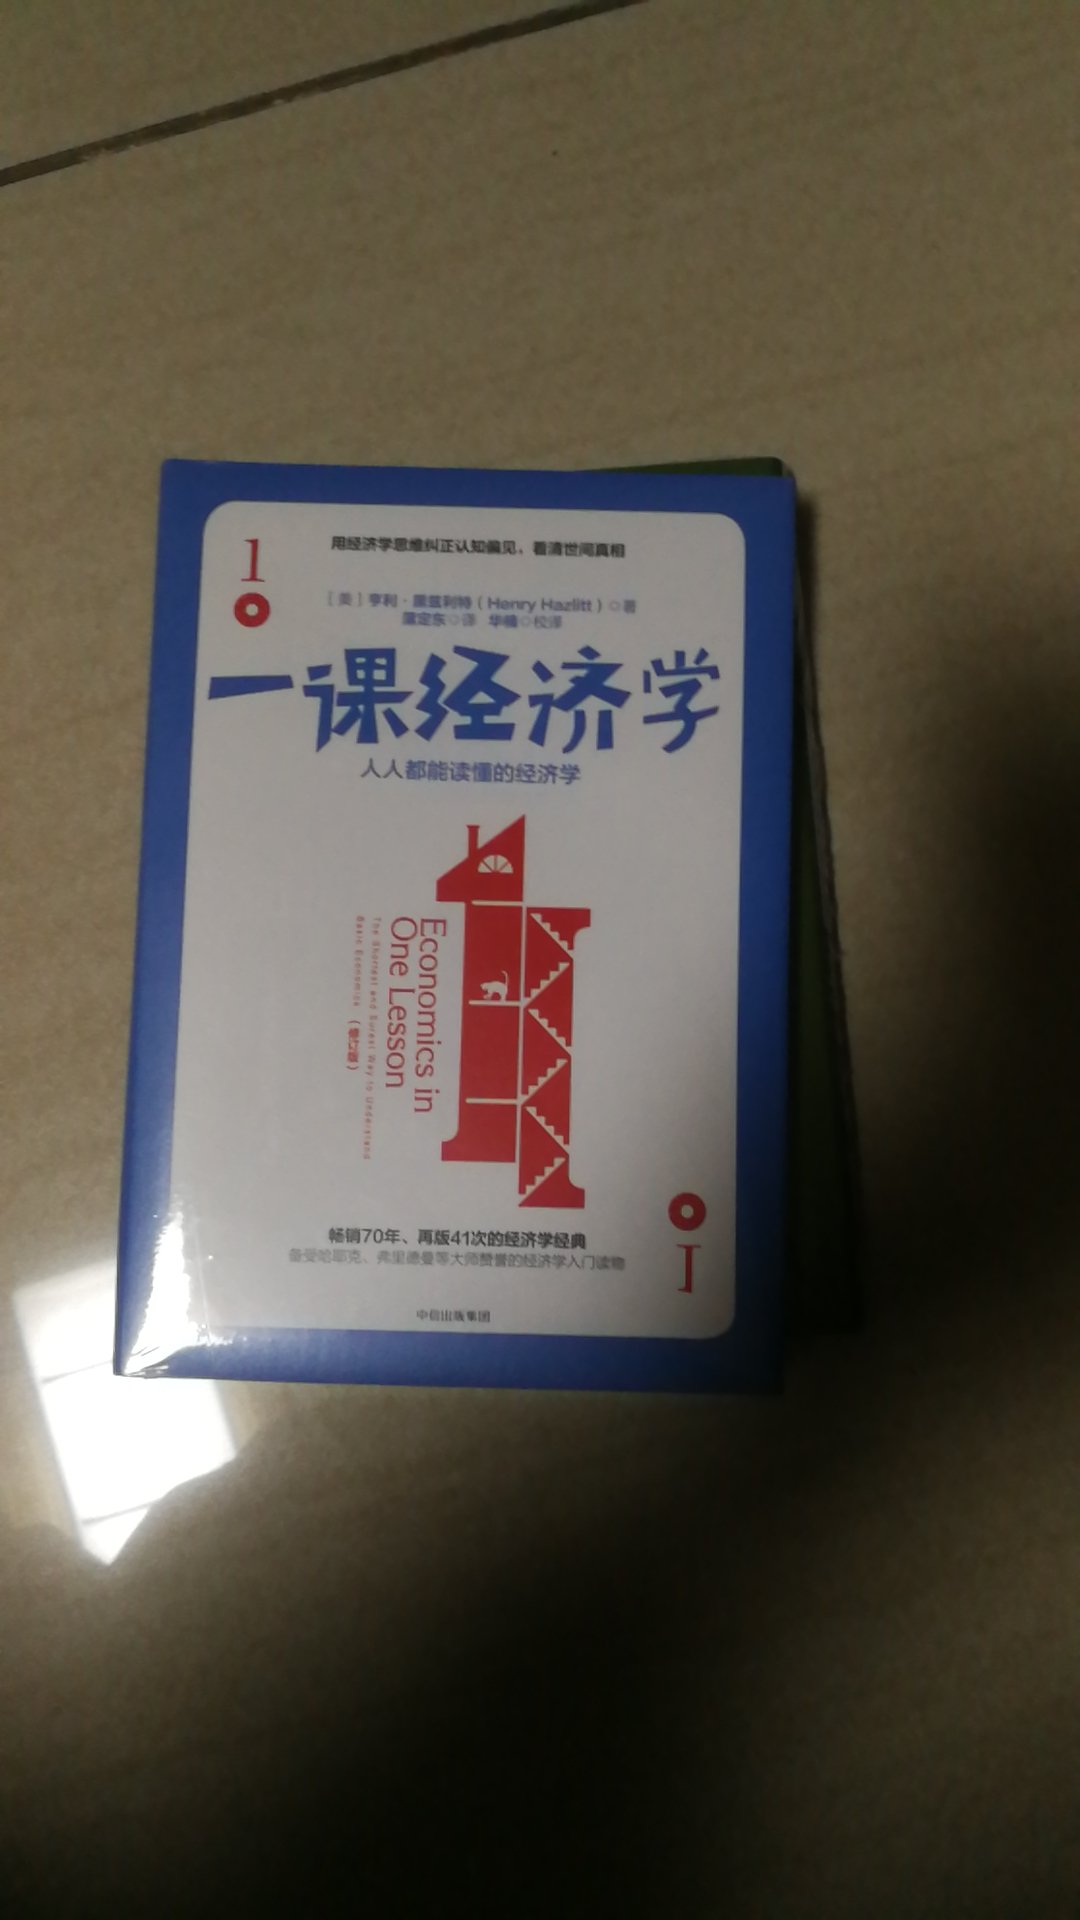 1
用经济学思维纠正认知偏见，看清世间真相
[美]亨利·黑兹利特（Henry Hazlitt）◎著
蒲定东◎译 华楠◎校译
一课经济学
人人都能读懂的经济学
Economics in
One Lesson
The Shortest and Surest Way to Understand
Basic Economics（修订版）
畅销70年、再版41次的经济学经典
备受哈耶克、弗里德曼等大师赞誉的经济学入门读物
1
中信出版集团